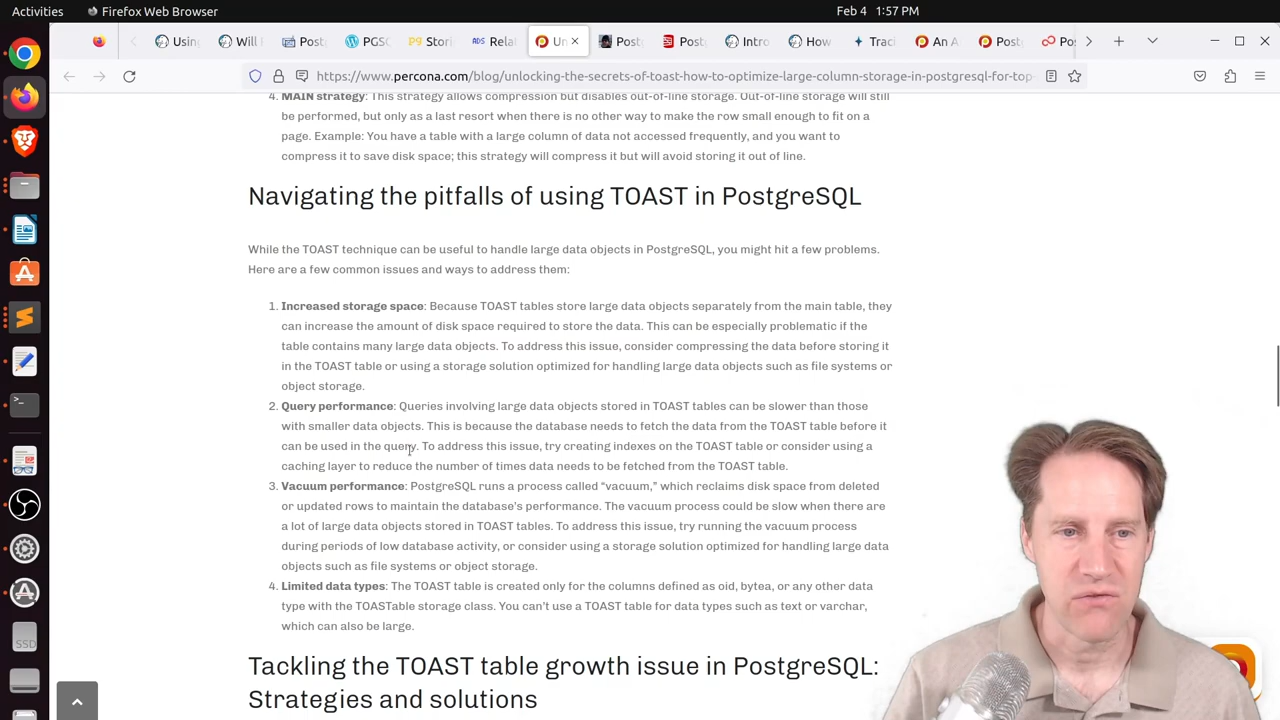 Activities
Firefox Web Browser
Feb 4 1:57 PM
Using
Will
Post
PGSC
Stori
Rela
Un
Post
Post
Intro
How
Traci
An A
Post
Pos
https://www.percona.com/blog/unlocking-the-secrets-of-toast-how-to-optimize-large-column-storage-in-postgresql-for-top-
4. MAIN strategy: This strategy allows compression but disables out-of-line storage. Out-of-line storage will still
be performed, but only as a last resort when there is no other way to make the row small enough to fit on a
page. Example: You have a table with a large column of data not accessed frequently, and you want to
compress it to save disk space; this strategy will compress it but will avoid storing it out of line.
Navigating the pitfalls of using TOAST in PostgreSQL
While the TOAST technique can be useful to handle large data objects in PostgreSQL, you might hit a few problems.
Here are a few common issues and ways to address them:
1. Increased storage space: Because TOAST tables store large data objects separately from the main table, they
can increase the amount of disk space required to store the data. This can be especially problematic if the
table contains many large data objects. To address this issue, consider compressing the data before storing it
in the TOAST table or using a storage solution optimized for handling large data objects such as file systems or
object storage.
2. Query performance: Queries involving large data objects stored in TOAST tables can be slower than those
with smaller data objects. This is because the database needs to fetch the data from the TOAST table before it
can be used in the query. To address this issue, try creating indexes on the TOAST table or consider using a
caching layer to reduce the number of times data needs to be fetched from the TOAST table.
3. Vacuum performance: PostgreSQL runs a process called “vacuum,” which reclaims disk space from deleted
or updated rows to maintain the database's performance. The vacuum process could be slow when there are
a lot of large data objects stored in TOAST tables. To address this issue, try running the vacuum process
during periods of low database activity, or consider using a storage solution optimized for handling large data
objects such as file systems or object storage.
4. Limited data types: The TOAST table is created only for the columns defined as oid, bytea, or any other data
type with the TOASTable storage class. You can't use a TOAST table for data types such as text or varchar,
which can also be large.
Tackling the TOAST table growth issue in PostgreSQL:
Strategies and solutions
SSD